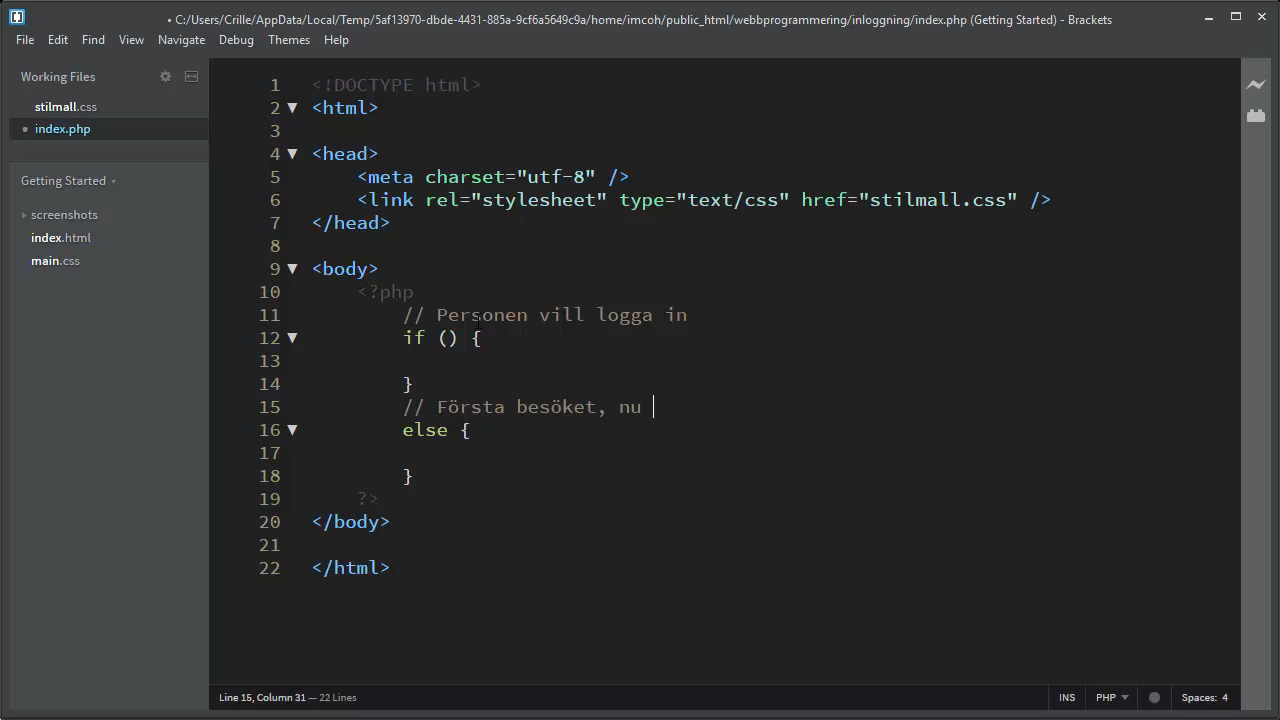 • C:/Users/Crille/AppData/Local/Temp/5af13970-dbde-4431-885a-9cf6a5649c9a/home/imcoh/public_html/webbprogrammering/inloggning/index.php (Getting Started) - Brackets
File Edit Find View Navigate Debug Themes Help
Working Files
stilmall.css
index.php
Getting Started
screenshots
index.html
main.css
1 <!DOCTYPE html>
2 <html>
3
4 <head>
5 <meta charset="utf-8" />
6 <link rel="stylesheet" type="text/css" href="stilmall.css" />
7 </head>
8
9 <body>
10 <?php
11 // Personen vill logga in
12 if () {
13
14 }
15 // Första besöket, nu
16 else {
17
18 }
19 ?>
20 </body>
21
22 </html>
Line 15, Column 31 — 22 Lines
INS PHP Spaces: 4